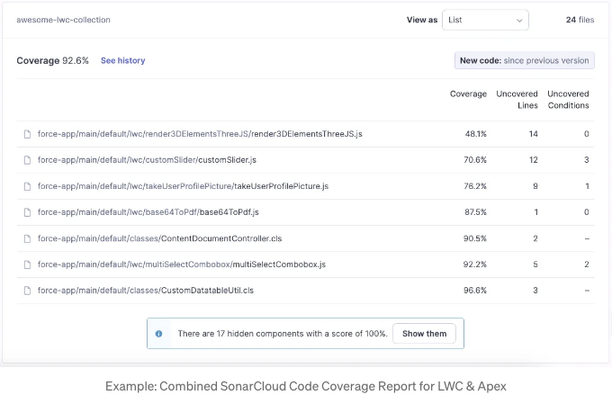 awesome-lwc-collection View as List 24 files
Coverage 92.6% See history New code: since previous version
Coverage Uncovered Lines Uncovered Conditions
force-app/main/default/lwc/render3DElementsThreeJS/render3DElementsThreeJS.js 48.1% 14 0
force-app/main/default/lwc/customSlider/customSlider.js 70.6% 12 3
force-app/main/default/lwc/takeUserProfilePicture/takeUserProfilePicture.js 76.2% 9 1
force-app/main/default/lwc/base64ToPdf/base64ToPdf.js 87.5% 1 0
force-app/main/default/classes/ContentDocumentController.cls 90.5% 2 –
force-app/main/default/lwc/multiSelectCombobox/multiSelectCombobox.js 92.2% 5 2
force-app/main/default/classes/CustomDatatableUtil.cls 96.6% 3 –
There are 17 hidden components with a score of 100%. Show them
Example: Combined SonarCloud Code Coverage Report for LWC & Apex